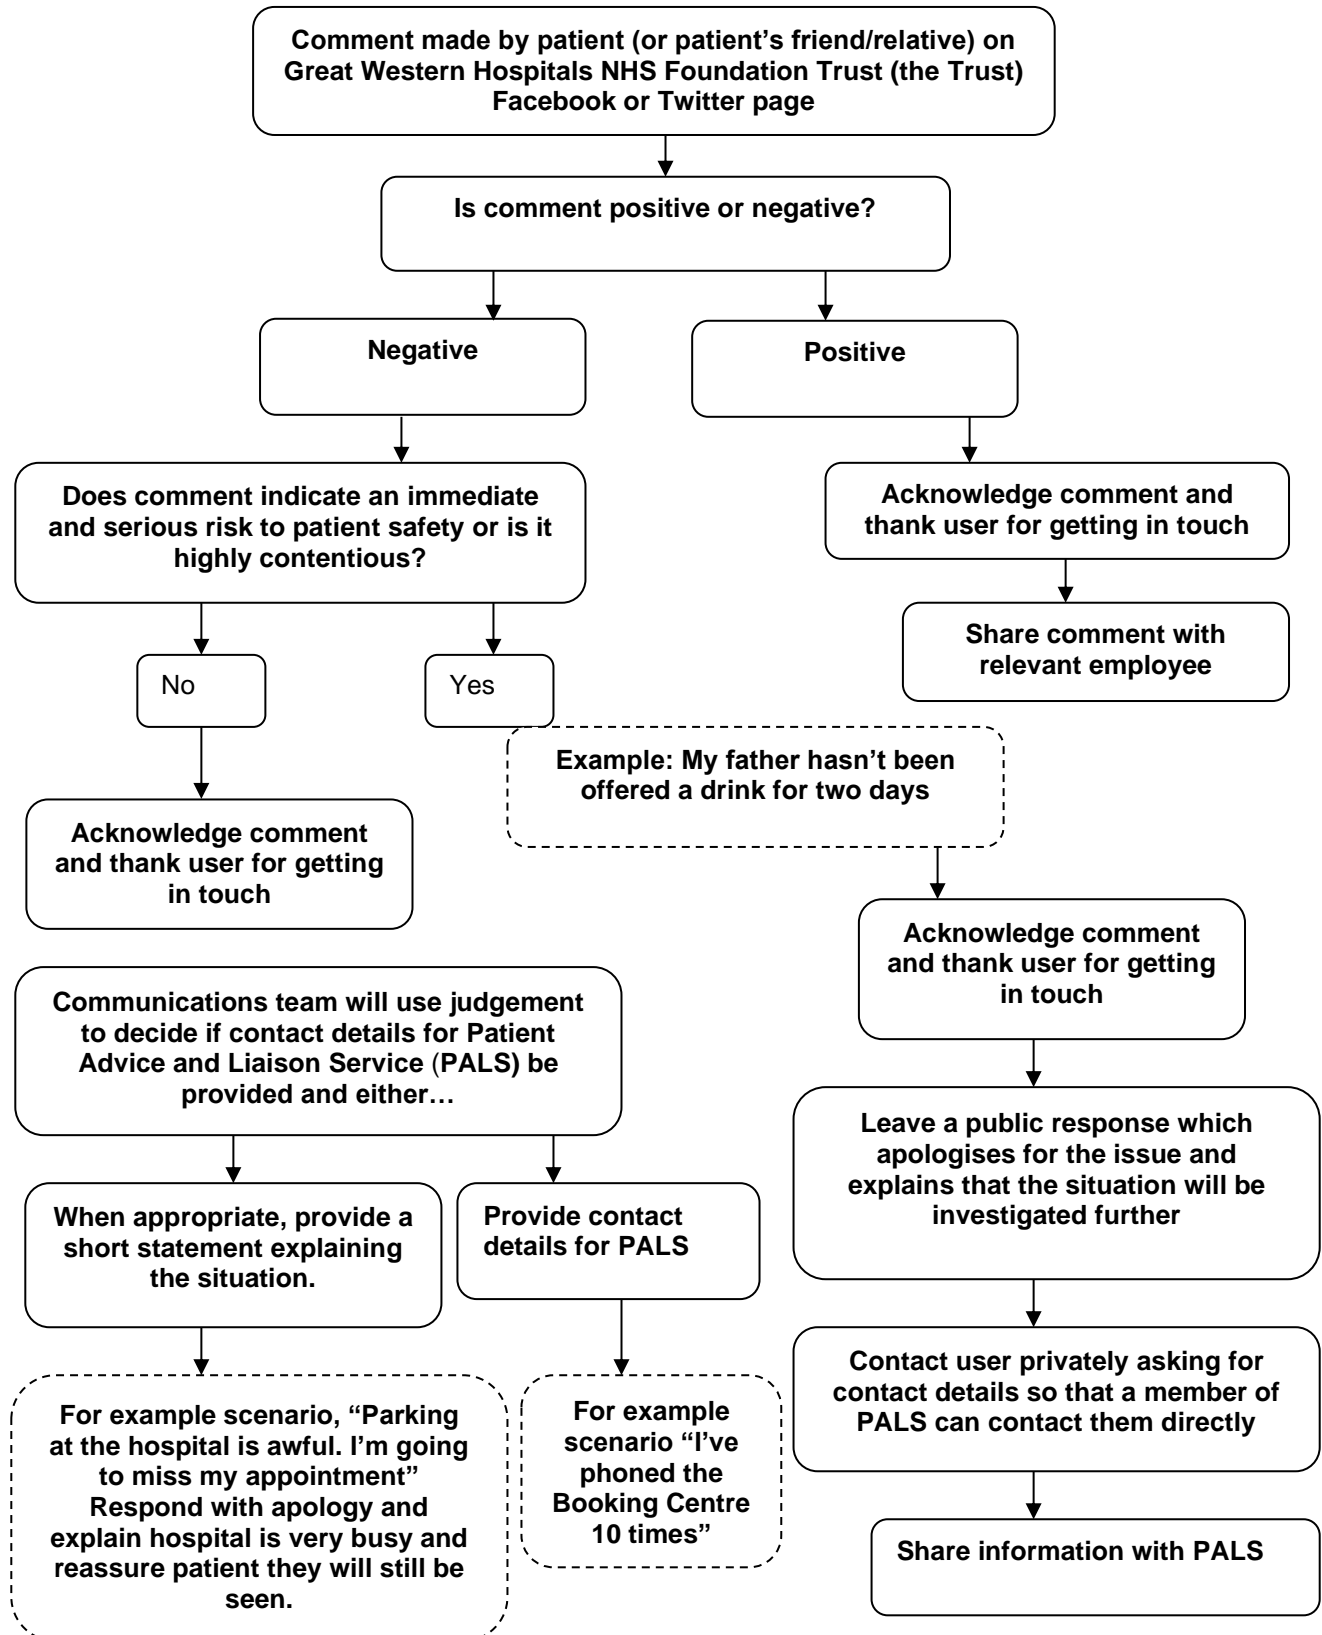 Comment made by patient (or patient’s friend/relative) on
Great Western Hospitals NHS Foundation Trust (the Trust)
Facebook or Twitter page
Is comment positive or negative?
Negative
Positive
Does comment indicate an immediate
and serious risk to patient safety or is it
highly contentious?
Acknowledge comment and
thank user for getting in touch
Share comment with
relevant employee
No
Yes
Example: My father hasn’t been
offered a drink for two days
Acknowledge comment
and thank user for getting
in touch
Acknowledge comment
and thank user for getting
in touch
Communications team will use judgement
to decide if contact details for Patient
Advice and Liaison Service (PALS) be
provided and either…
Leave a public response which
apologises for the issue and
explains that the situation will be
investigated further
When appropriate, provide a
short statement explaining
the situation.
Provide contact
details for PALS
Contact user privately asking for
contact details so that a member of
PALS can contact them directly
For example scenario, “Parking
at the hospital is awful. I’m going
to miss my appointment”
Respond with apology and
explain hospital is very busy and
reassure patient they will still be
seen.
For example
scenario “I’ve
phoned the
Booking Centre
10 times”
Share information with PALS